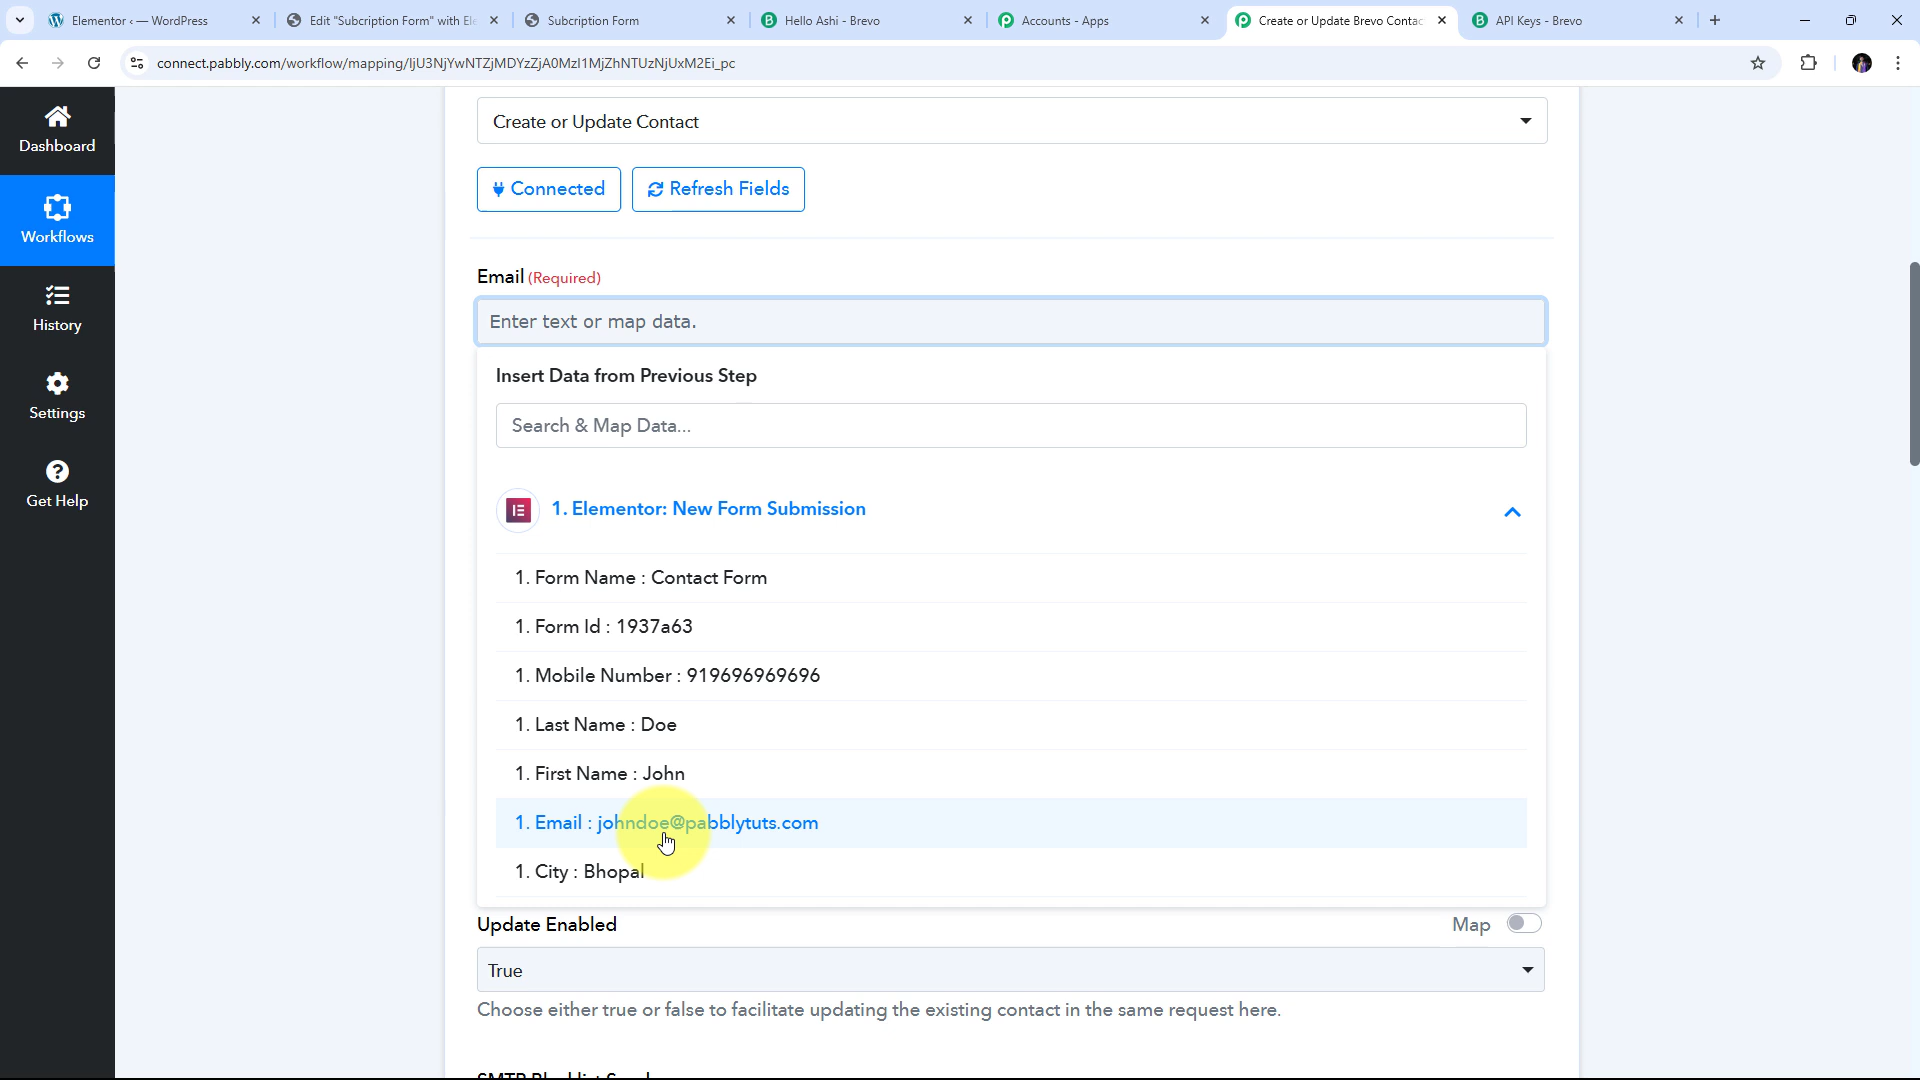 Elementor ‹ — WordPress
Edit "Subcription Form" with Ele
Subcription Form
Hello Ashi - Brevo
Accounts - Apps
Create or Update Brevo Contac
API Keys - Brevo
connect.pabbly.com/workflow/mapping/IjU3NjYwNTZjMDYzZjA0MzI1MjZhNTUzNjUxM2Ei_pc
Dashboard
Workflows
History
Settings
Get Help
Create or Update Contact
Connected
Refresh Fields
Email (Required)
Enter text or map data.
Insert Data from Previous Step
Search & Map Data...
1. Elementor: New Form Submission
1. Form Name : Contact Form
1. Form Id : 1937a63
1. Mobile Number : 919696969696
1. Last Name : Doe
1. First Name : John
1. Email : johndoe@pabblytuts.com
1. City : Bhopal
Update Enabled
Map
True
Choose either true or false to facilitate updating the existing contact in the same request here.